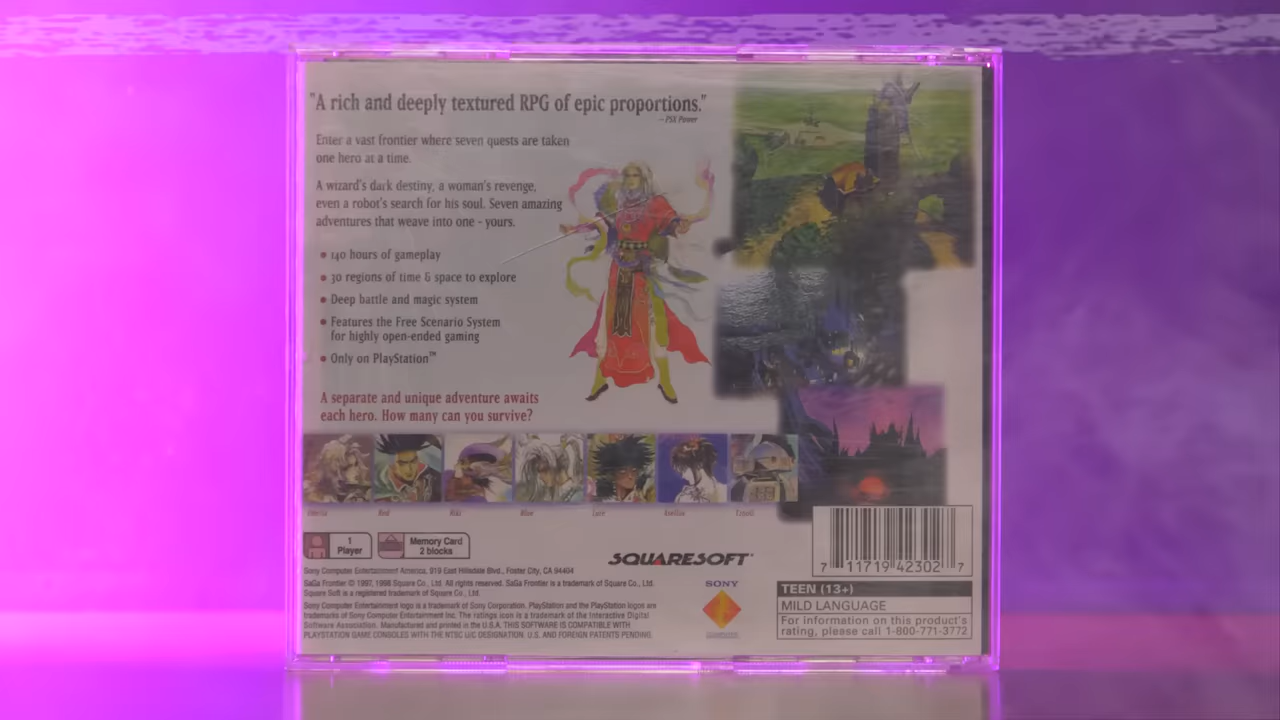 "A rich and deeply textured RPG of epic proportions."
– PSX Power
Enter a vast frontier where seven quests are taken
one hero at a time.
A wizard's dark destiny, a woman's revenge,
even a robot's search for his soul. Seven amazing
adventures that weave into one - yours.
• 140 hours of gameplay
• 30 regions of time & space to explore
• Deep battle and magic system
• Features the Free Scenario System
for highly open-ended gaming
• Only on PlayStation™
A separate and unique adventure awaits
each hero. How many can you survive?
Red Riki Blue Lute
1
Player
Memory Card
2 blocks
SQUARESOFT
Sony Computer Entertainment America, 919 East Hillsdale Blvd., Foster City, CA 94404
SaGa Frontier © 1997, 1998 Square Co., Ltd. All rights reserved. SaGa Frontier is a trademark of Square Co., Ltd.
Square Soft is a registered trademark of Square Co., Ltd.
Sony Computer Entertainment logo is a trademark of Sony Corporation. PlayStation and the PlayStation logon are
trademarks of Sony Computer Entertainment Inc. The ratings icon is a trademark of the Interactive Digital
Software Association. Manufactured and printed in the U.S.A. THIS SOFTWARE IS COMPATIBLE WITH
PLAYSTATION GAME CONSOLES WITH THE NTSC U/C DESIGNATION. U.S. AND FOREIGN PATENTS PENDING.
SONY
7 11719 42302 7
TEEN (13+)
MILD LANGUAGE
For information on this product's
rating, please call 1-800-771-3772